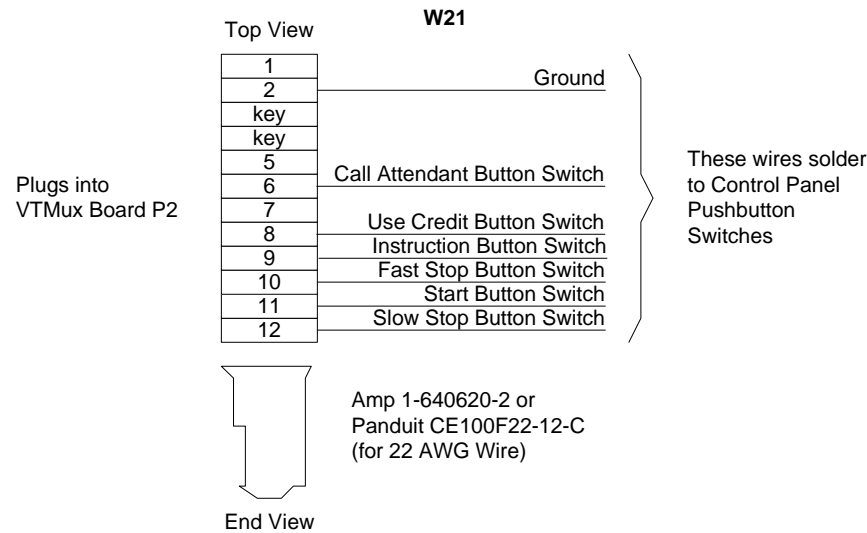 W21
Top View
1
2
key
key
5
6
7
8
9
10
11
12
Ground
Call Attendant Button Switch
Use Credit Button Switch
Instruction Button Switch
Fast Stop Button Switch
Start Button Switch
Slow Stop Button Switch
Plugs into
VTMux Board P2
These wires solder
to Control Panel
Pushbutton
Switches
Amp 1-640620-2 or
Panduit CE100F22-12-C
(for 22 AWG Wire)
End View